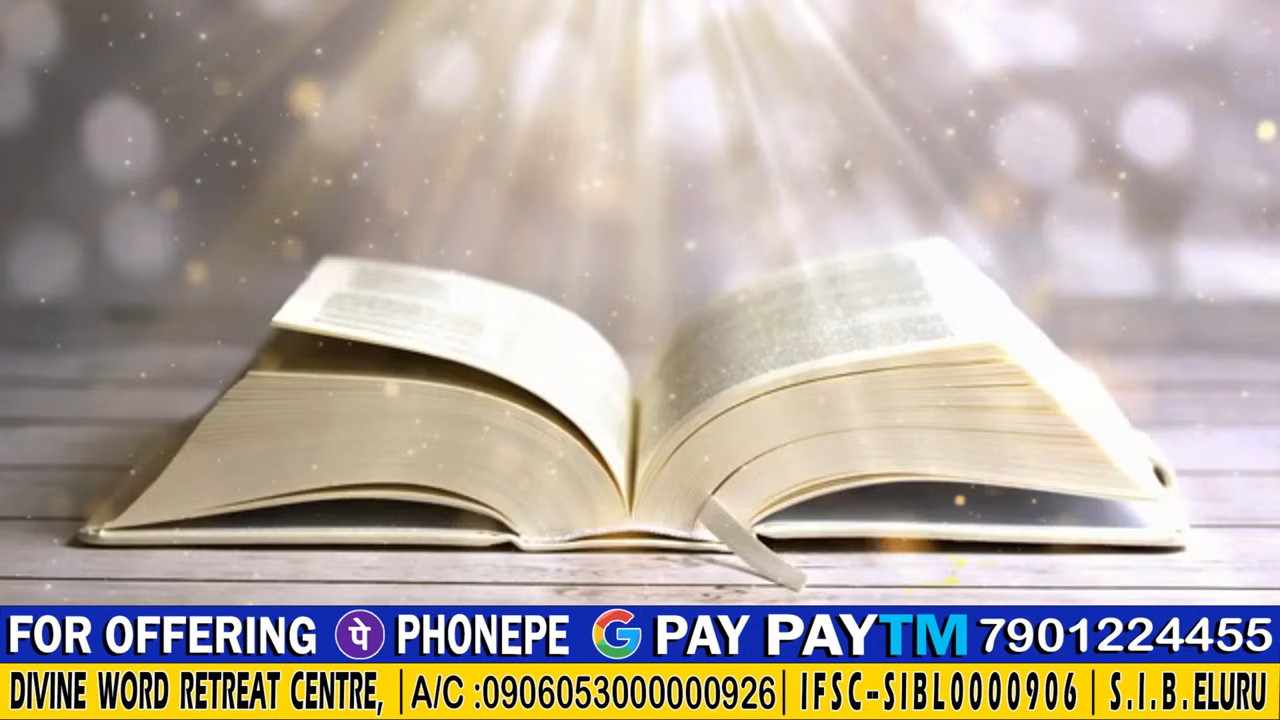 FOR OFFERING पे PHONEPE G PAY PAYTM 7901224455
DIVINE WORD RETREAT CENTRE, | A/C :0906053000000926 | IFSC-SIBL0000906 | S.I.B.ELURU